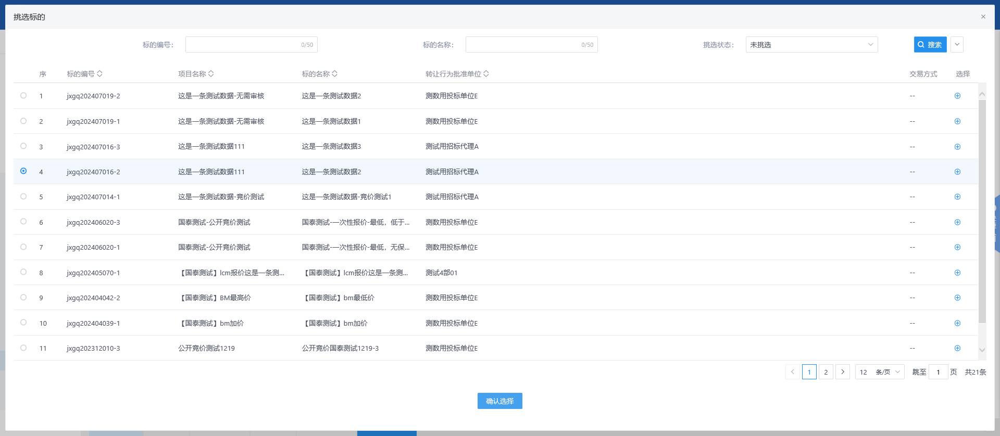 挑选标的
标的编号： 0/50 标的名称： 0/50 挑选状态： 未挑选 搜索
序 标的编号 项目名称 标的名称 转让行为批准单位 交易方式 选择
1 jxgq202407019-2 这是一条测试数据-无需审核 这是一条测试数据2 测数用投标单位E --
2 jxgq202407019-1 这是一条测试数据-无需审核 这是一条测试数据1 测数用投标单位E --
3 jxgq202407016-3 这是一条测试数据111 这是一条测试数据3 测试用招标代理A --
4 jxgq202407016-2 这是一条测试数据111 这是一条测试数据2 测试用招标代理A --
5 jxgq202407014-1 这是一条测试数据-竞价测试 这是一条测试数据-竞价测试1 测试用招标代理A --
6 jxgq202406020-3 国泰测试-公开竞价测试 国泰测试-一次性报价-最低，低于... 测数用投标单位E --
7 jxgq202406020-1 国泰测试-公开竞价测试 国泰测试-一次性报价-最低，无保... 测数用投标单位E --
8 jxgq202405070-1 【国泰测试】lcm报价这是一条测... 【国泰测试】lcm报价这是一条测... 测试4部01 --
9 jxgq202404042-2 【国泰测试】BM最高价 【国泰测试】bm最低价 测数用投标单位E --
10 jxgq202404039-1 【国泰测试】bm加价 【国泰测试】bm加价 测数用投标单位E --
11 jxgq202312010-3 公开竞价测试1219 公开竞价国泰测试1219-3 测数用投标单位E --
1 2 12 条/页 跳至 1 页 共21条
确认选择